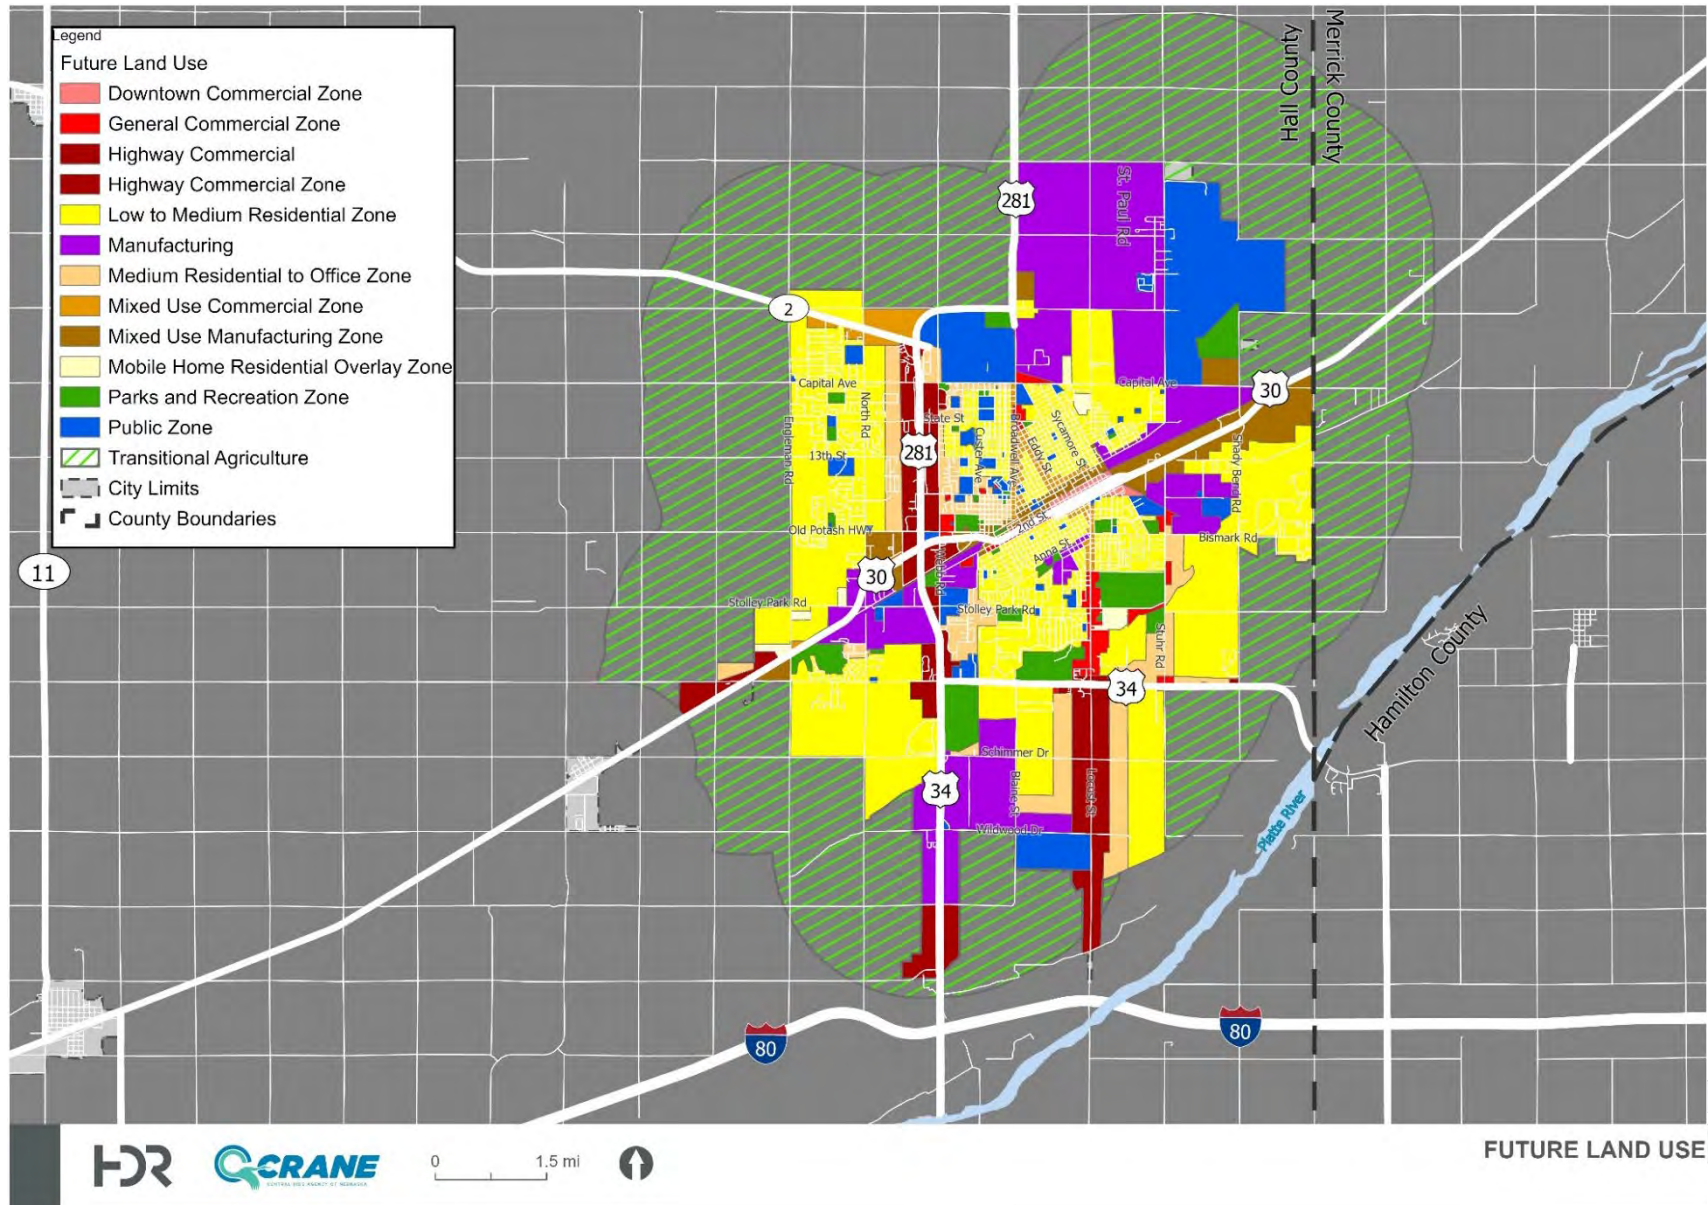 Legend
Future Land Use
Downtown Commercial Zone
General Commercial Zone
Highway Commercial
Highway Commercial Zone
Low to Medium Residential Zone
Manufacturing
Medium Residential to Office Zone
Mixed Use Commercial Zone
Mixed Use Manufacturing Zone
Mobile Home Residential Overlay Zone
Parks and Recreation Zone
Public Zone
Transitional Agriculture
City Limits
County Boundaries
Hall County
Merrick County
281
St. Paul Rd
2
30
Capital Ave
Capital Ave
North Rd
State St
Engleman Rd
281
13th St
Custer Ave
Broadwell Ave
Eddy St
Sycamore St
Shady Bend Rd
Old Potash HWY
2nd St
Bismark Rd
Anna St
Webb Rd
11
30
Stolley Park Rd
Stolley Park Rd
Stuhr Rd
Hamilton County
34
Schimmer Dr
34
Blaine St
Locust St
Wildwood Dr
Platte River
80
80
HDR
CRANE
0
1.5 mi
FUTURE LAND USE